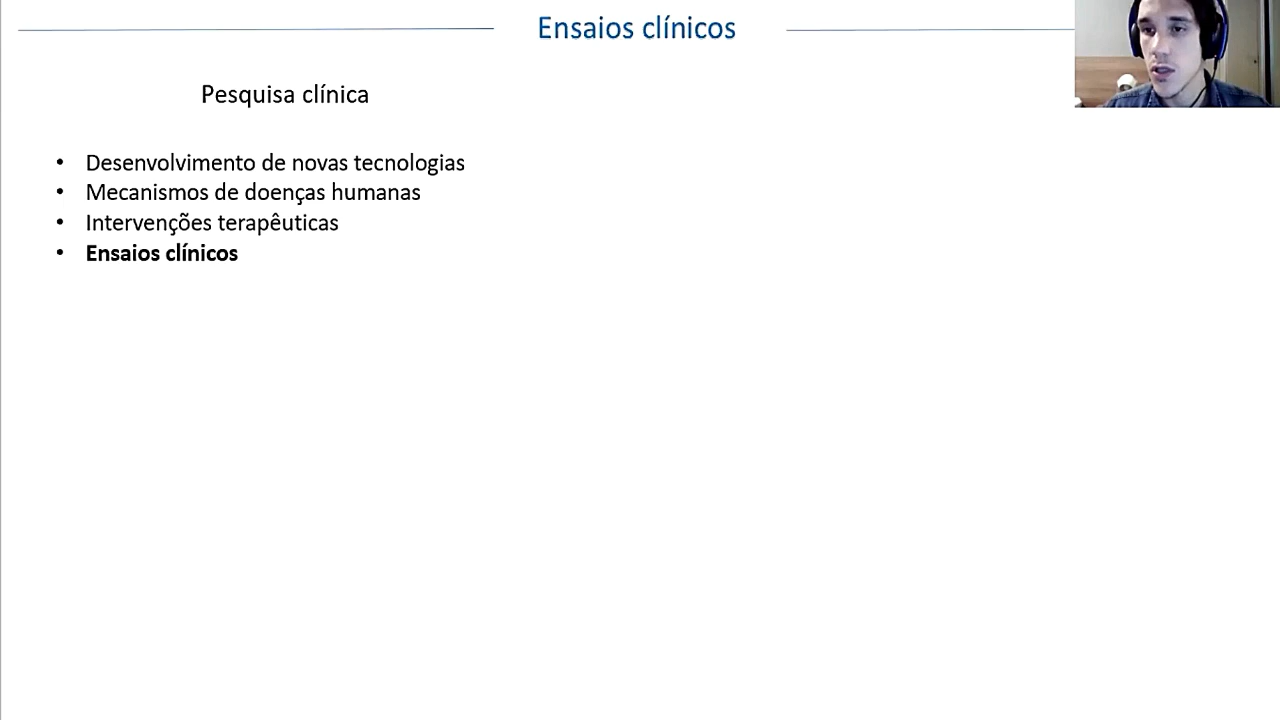 Ensaios clínicos
Pesquisa clínica
• Desenvolvimento de novas tecnologias
• Mecanismos de doenças humanas
• Intervenções terapêuticas
• Ensaios clínicos